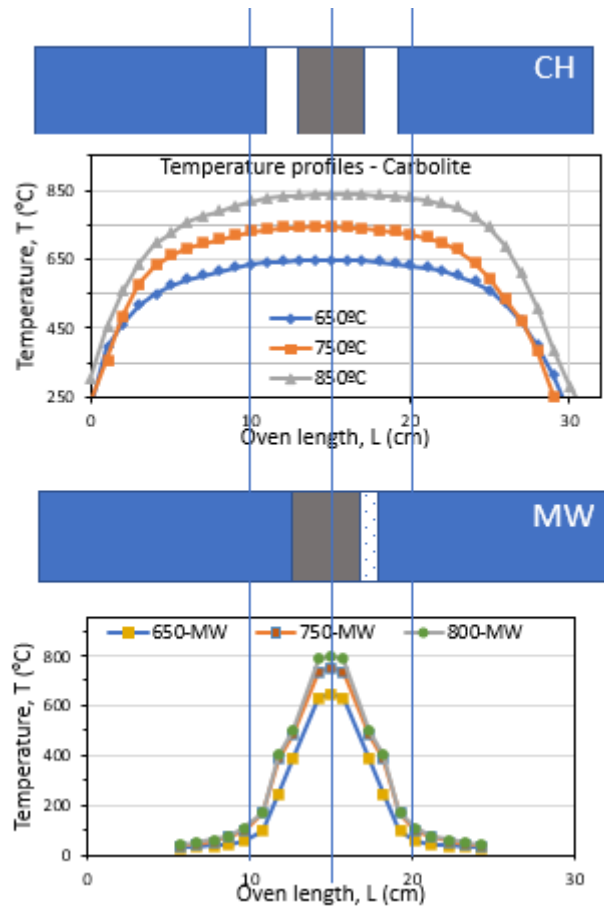 CH
Temperature profiles - Carbolite
Temperature, T (°C)
850
650
450
250
650ºC
750ºC
850ºC
0 10 20 30
Oven length, L (cm)
MW
650-MW 750-MW 800-MW
Temperature, T (°C)
800
600
400
200
0
0 10 20 30
Oven length, L (cm)